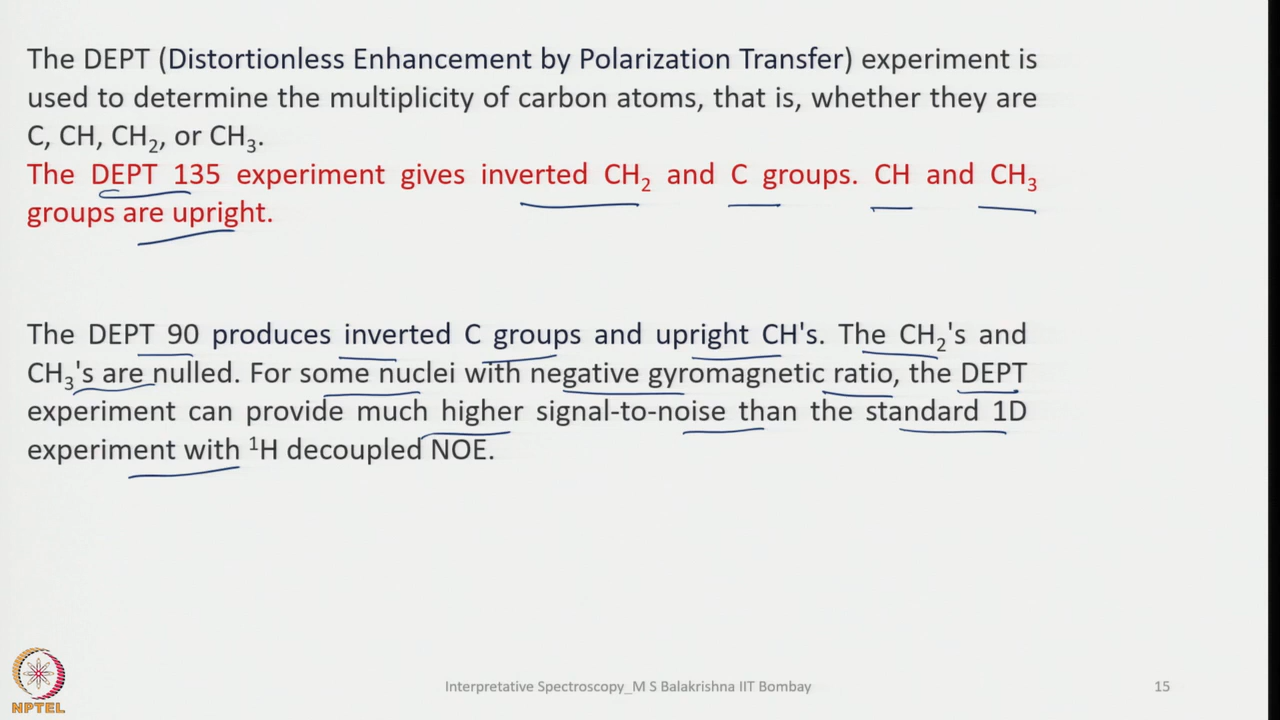 The DEPT (Distortionless Enhancement by Polarization Transfer) experiment is
used to determine the multiplicity of carbon atoms, that is, whether they are
C, CH, CH₂, or CH₃.
The DEPT 135 experiment gives inverted CH₂ and C groups. CH and CH₃
groups are upright.
The DEPT 90 produces inverted C groups and upright CH's. The CH₂'s and
CH₃'s are nulled. For some nuclei with negative gyromagnetic ratio, the DEPT
experiment can provide much higher signal-to-noise than the standard 1D
experiment with ¹H decoupled NOE.
NPTEL
Interpretative Spectroscopy_M S Balakrishna IIT Bombay
15